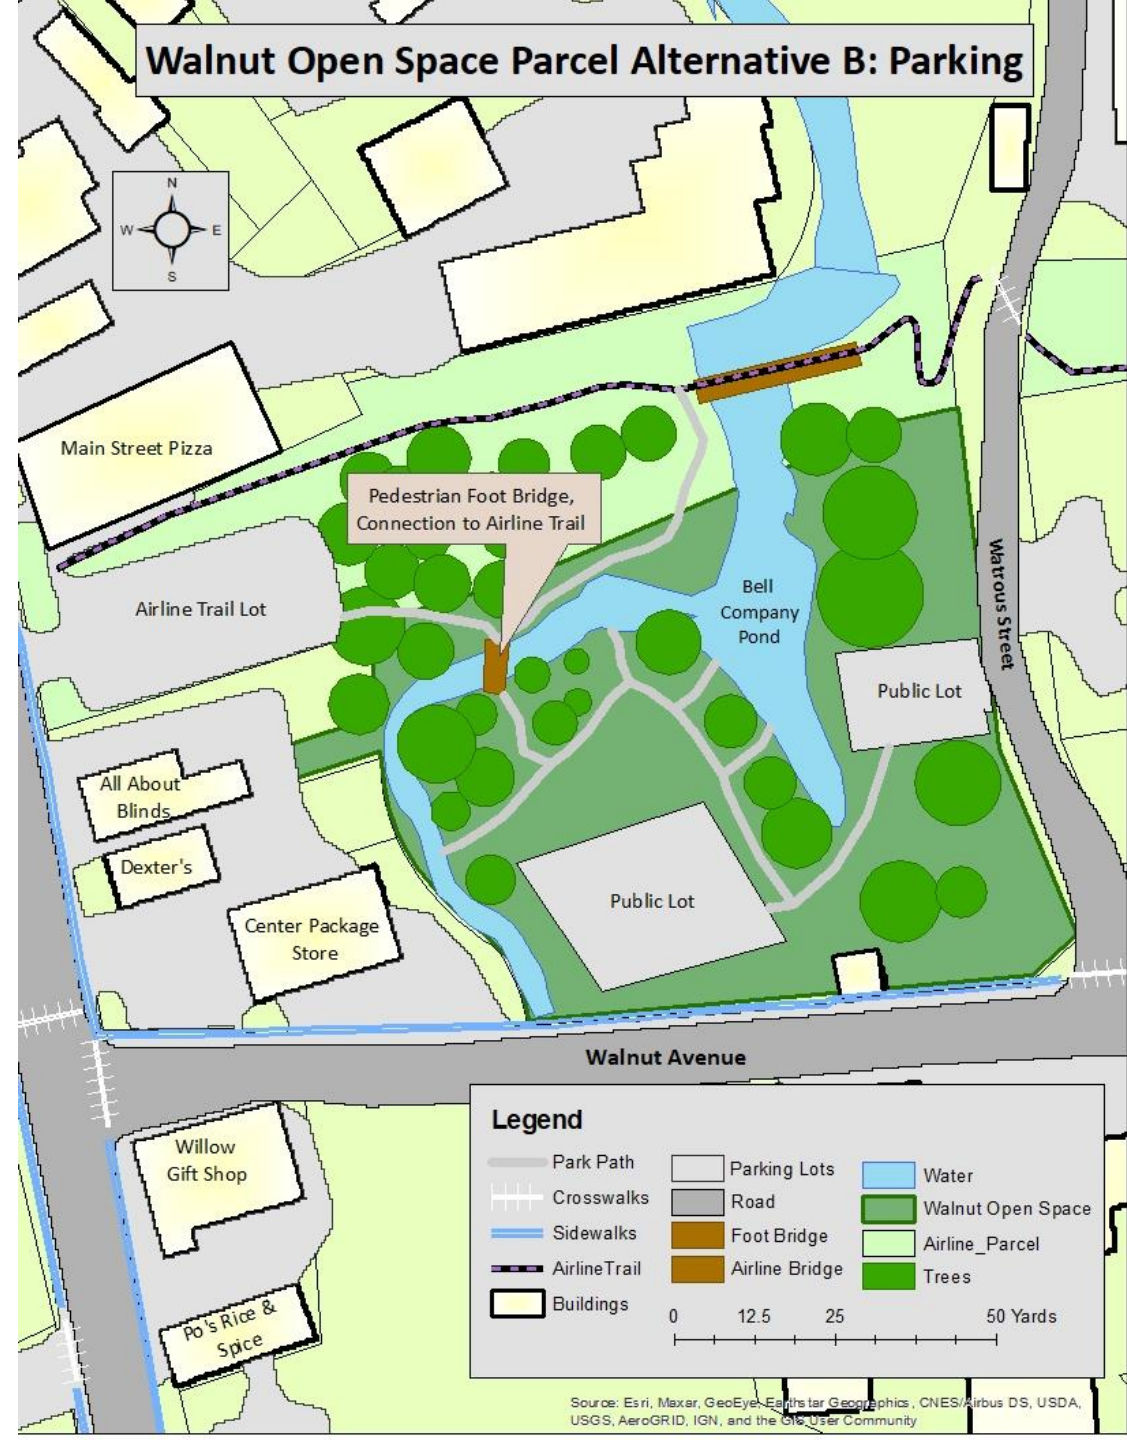 Walnut Open Space Parcel Alternative B: Parking
N
W
E
S
Main Street Pizza
Pedestrian Foot Bridge,
Connection to Airline Trail
Airline Trail Lot
Bell
Company
Pond
Watrous Street
Public Lot
All About
Blinds
Dexter's
Center Package
Store
Public Lot
Walnut Avenue
Willow
Gift Shop
Po's Rice &
Spice
Legend
Park Path
Crosswalks
Sidewalks
AirlineTrail
Buildings
Parking Lots
Road
Foot Bridge
Airline Bridge
Water
Walnut Open Space
Airline_Parcel
Trees
0 12.5 25 50 Yards
Source: Esri, Maxar, GeoEye, Earthstar Geographics, CNES/Airbus DS, USDA,
USGS, AeroGRID, IGN, and the GIS User Community